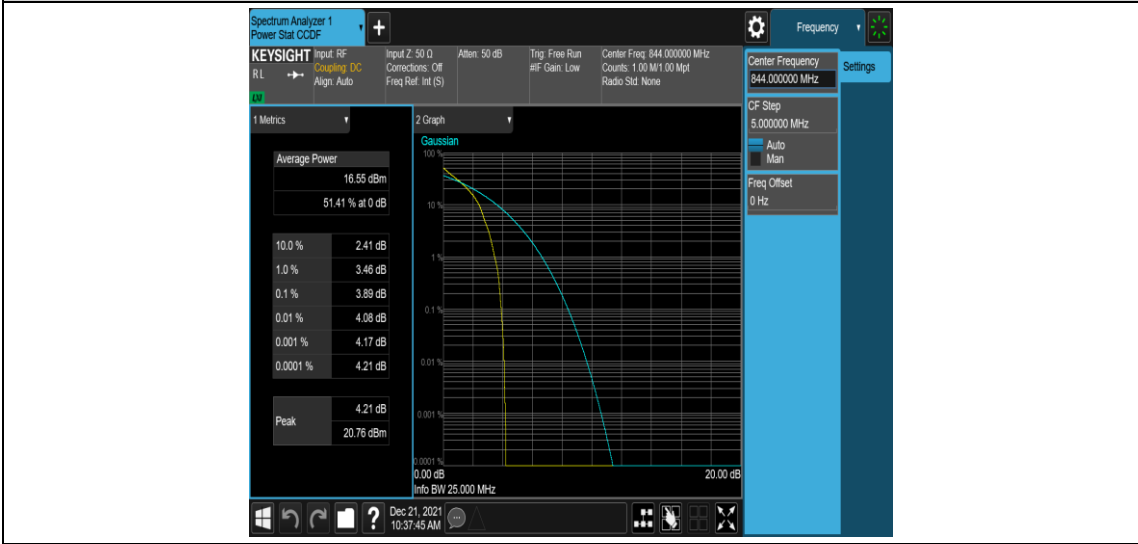 Spectrum Analyzer 1
Power Stat CCDF
+
Frequency
KEYSIGHT
R L
Input: RF
Coupling: DC
Align: Auto
Input Z: 50 Ω
Corrections: Off
Freq Ref: Int (S)
Atten: 50 dB
Trig: Free Run
#IF Gain: Low
Center Freq: 844.000000 MHz
Counts: 1.00 M/1.00 Mpt
Radio Std: None
Center Frequency
844.000000 MHz
Settings
CF Step
5.000000 MHz
Auto
Man
Freq Offset
0 Hz
1 Metrics
Average Power
16.55 dBm
51.41 % at 0 dB
10.0 % 2.41 dB
1.0 % 3.46 dB
0.1 % 3.89 dB
0.01 % 4.08 dB
0.001 % 4.17 dB
0.0001 % 4.21 dB
Peak
4.21 dB
20.76 dBm
2 Graph
Gaussian
100 %
10 %
1 %
0.1 %
0.01 %
0.001 %
0.0001 %
0.00 dB
20.00 dB
Info BW 25.000 MHz
?
Dec 21, 2021
10:37:45 AM